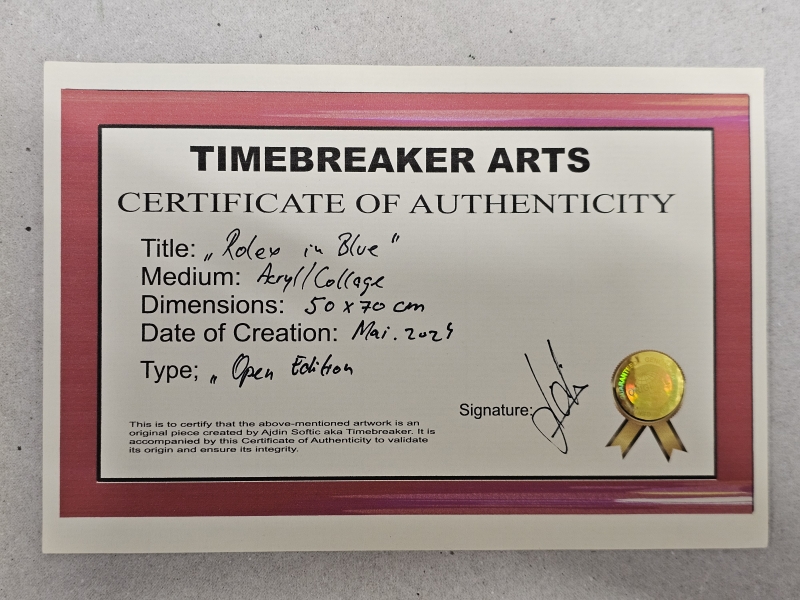 TIMEBREAKER ARTS
CERTIFICATE OF AUTHENTICITY
Title: „Rolex in Blue"
Medium: Acryl/Collage
Dimensions: 50 x 70 cm
Date of Creation: Mai. 2024
Type; „Open Edition
Signature:
This is to certify that the above-mentioned artwork is an
original piece created by Ajdin Softic aka Timebreaker. It is
accompanied by this Certificate of Authenticity to validate
its origin and ensure its integrity.